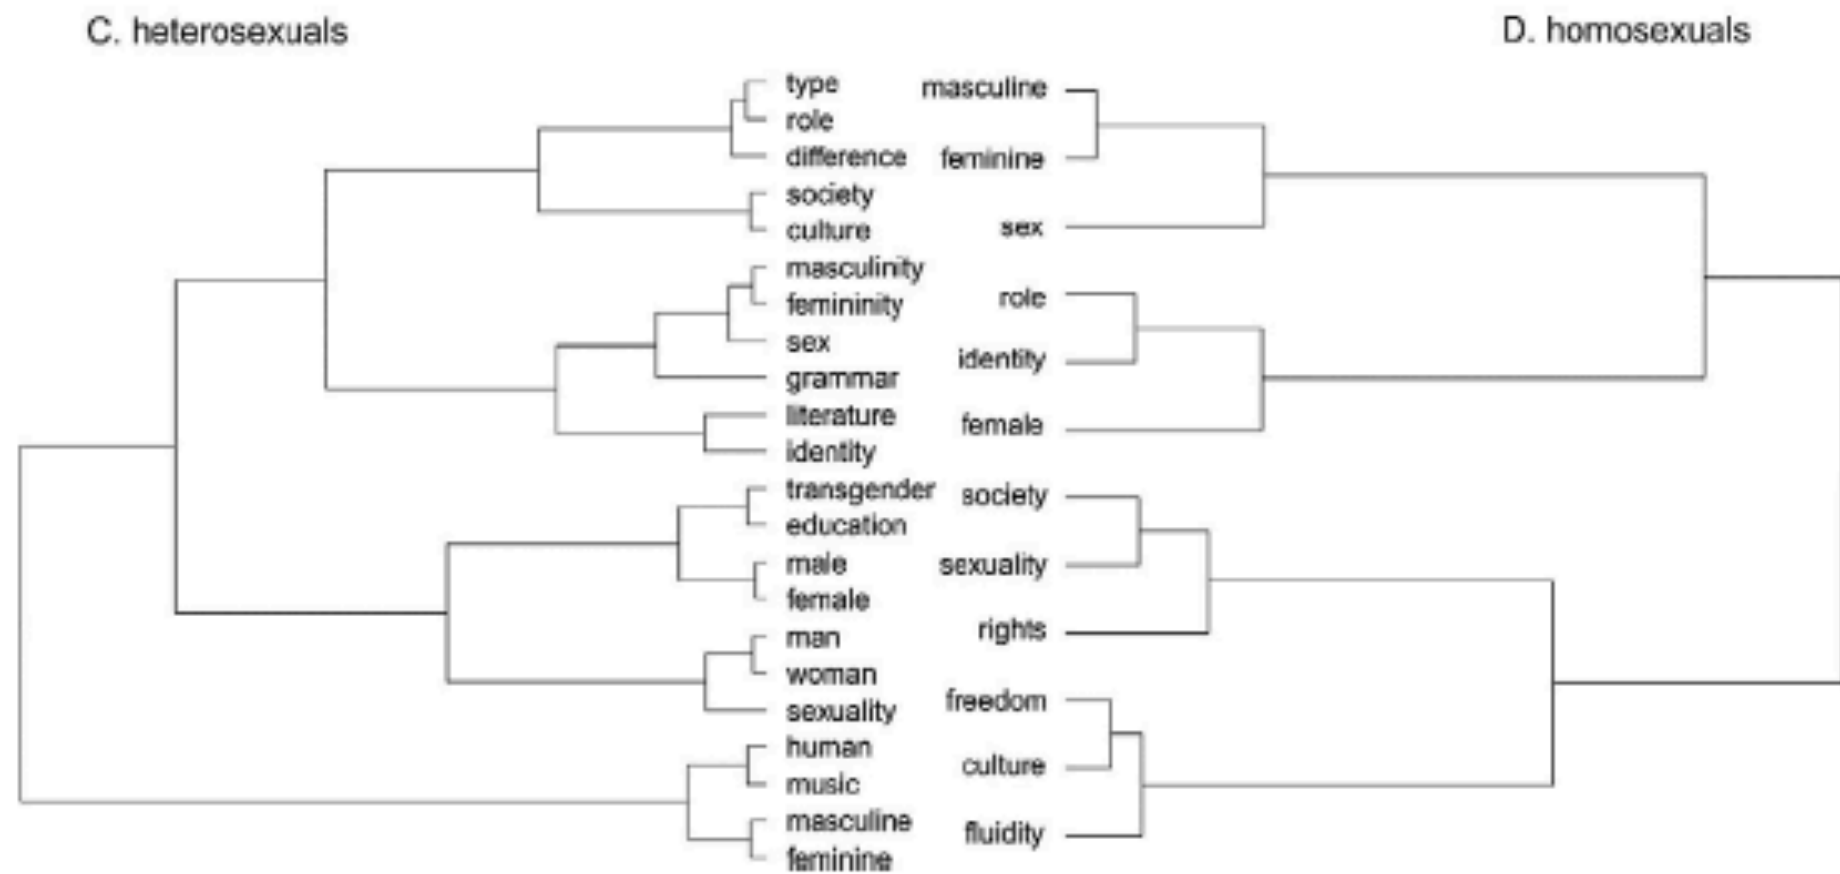 C. heterosexuals
type
role
difference
society
culture
masculinity
femininity
sex
grammar
literature
identity
transgender
education
male
female
man
woman
sexuality
human
music
masculine
feminine
D. homosexuals
masculine
feminine
sex
role
identity
female
society
sexuality
rights
freedom
culture
fluidity